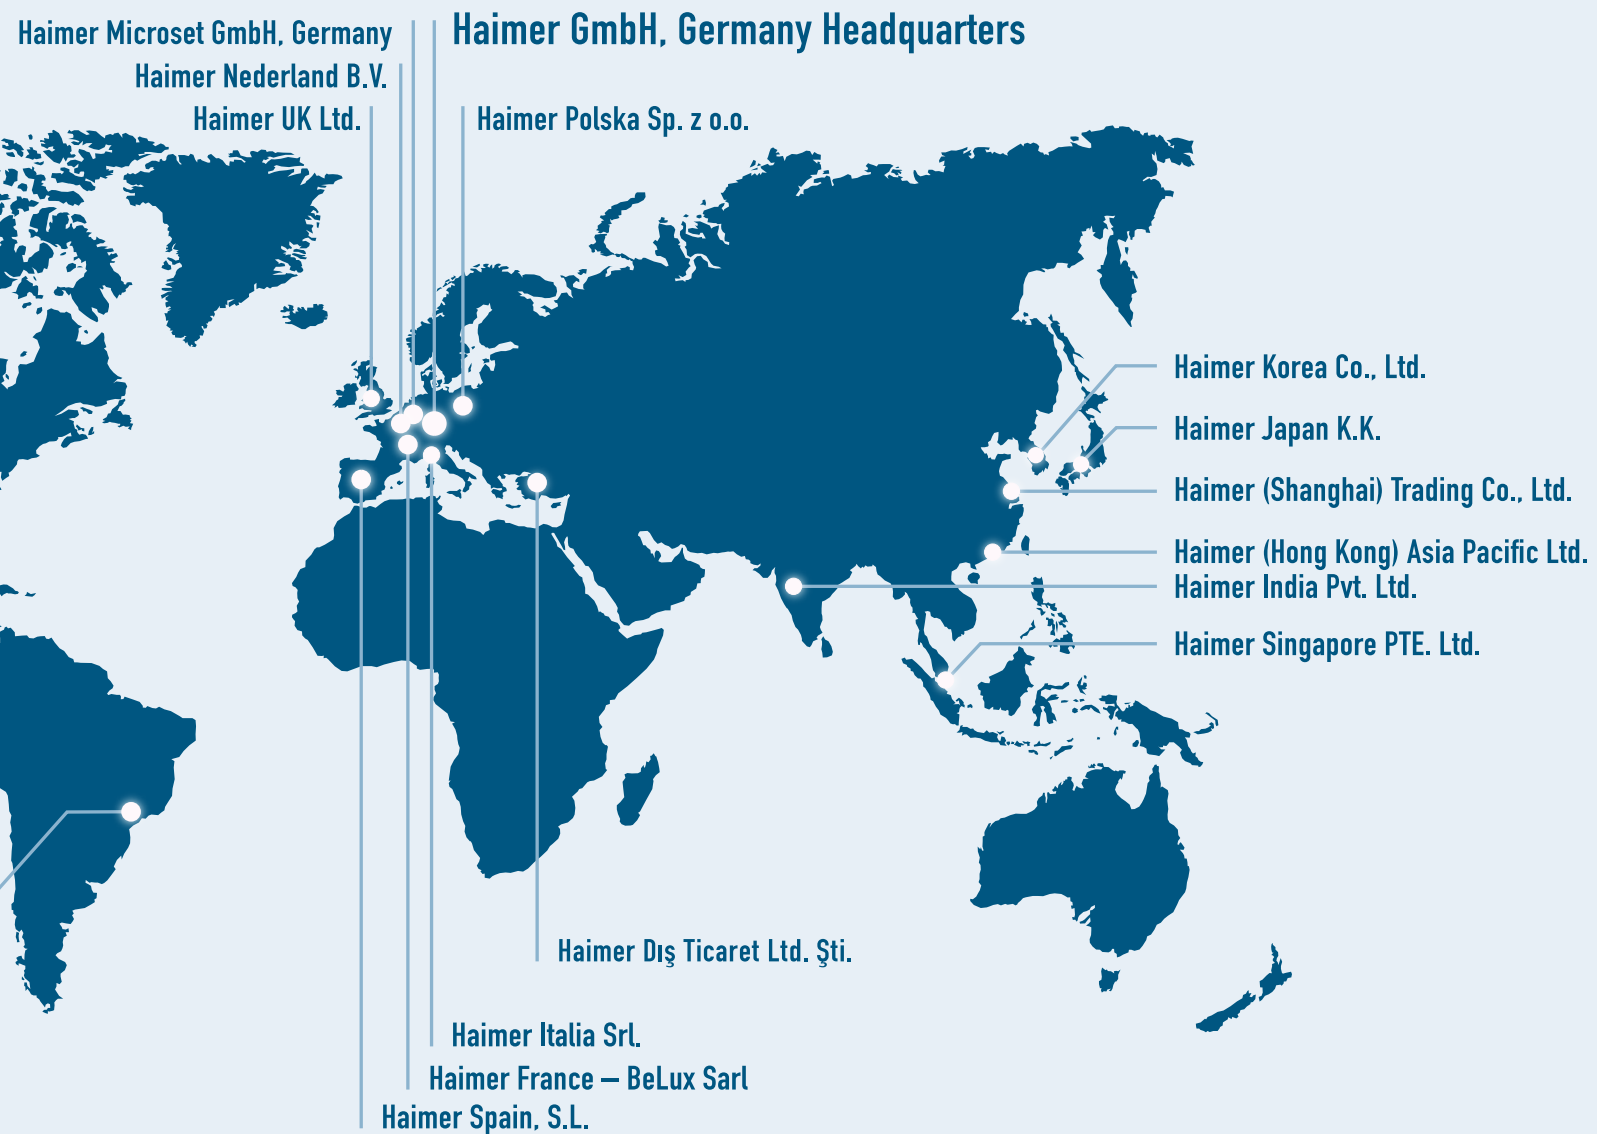 Haimer Microset GmbH, Germany
Haimer GmbH, Germany Headquarters
Haimer Nederland B.V.
Haimer UK Ltd.
Haimer Polska Sp. z o.o.
Haimer Korea Co., Ltd.
Haimer Japan K.K.
Haimer (Shanghai) Trading Co., Ltd.
Haimer (Hong Kong) Asia Pacific Ltd.
Haimer India Pvt. Ltd.
Haimer Singapore PTE. Ltd.
Haimer Dış Ticaret Ltd. Şti.
Haimer Italia Srl.
Haimer France – BeLux Sarl
Haimer Spain, S.L.